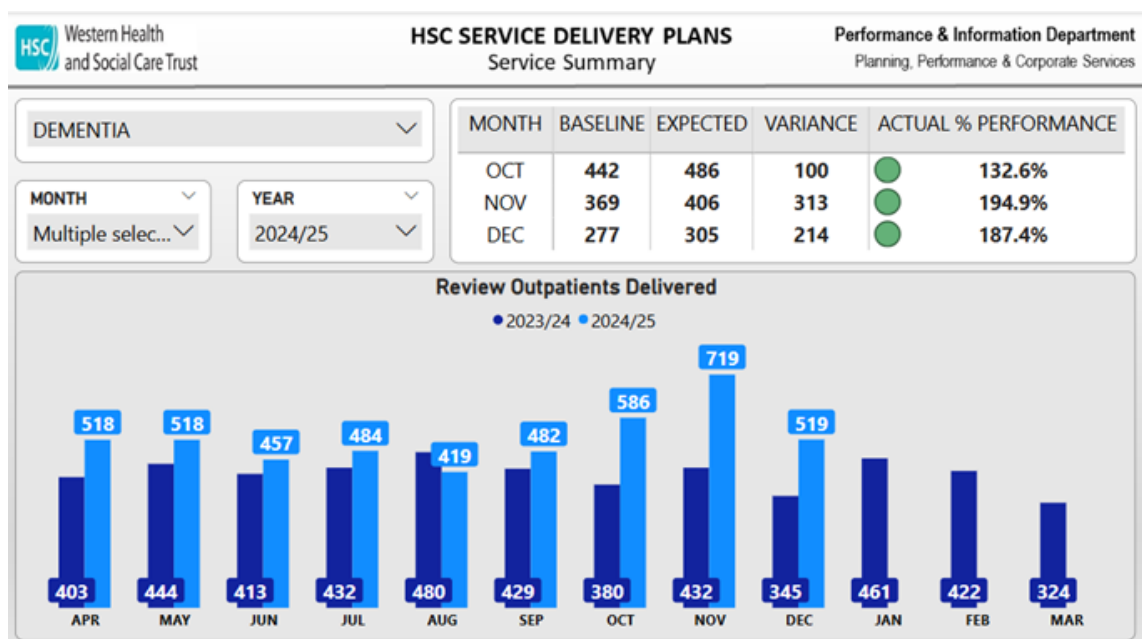 HSC
Western Health
and Social Care Trust
HSC SERVICE DELIVERY PLANS
Service Summary
Performance & Information Department
Planning, Performance & Corporate Services
DEMENTIA
MONTH
Multiple selec...
YEAR
2024/25
MONTH BASELINE EXPECTED VARIANCE ACTUAL % PERFORMANCE
OCT 442 486 100 132.6%
NOV 369 406 313 194.9%
DEC 277 305 214 187.4%
Review Outpatients Delivered
2023/24 2024/25
518 518 457 484 419 482 586 719 519
403 444 413 432 480 429 380 432 345 461 422 324
APR MAY JUN JUL AUG SEP OCT NOV DEC JAN FEB MAR